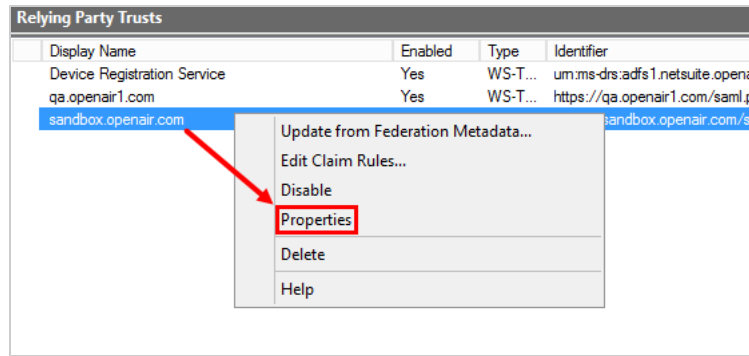 Relying Party Trusts
Display Name Enabled Type Identifier
Device Registration Service Yes WS-T... urn:ms-drs:adfs1.netsuite.opena
qa.openair1.com Yes WS-T... https://qa.openair1.com/saml.p
sandbox.openair.com sandbox.openair.com/s
Update from Federation Metadata...
Edit Claim Rules...
Disable
Properties
Delete
Help